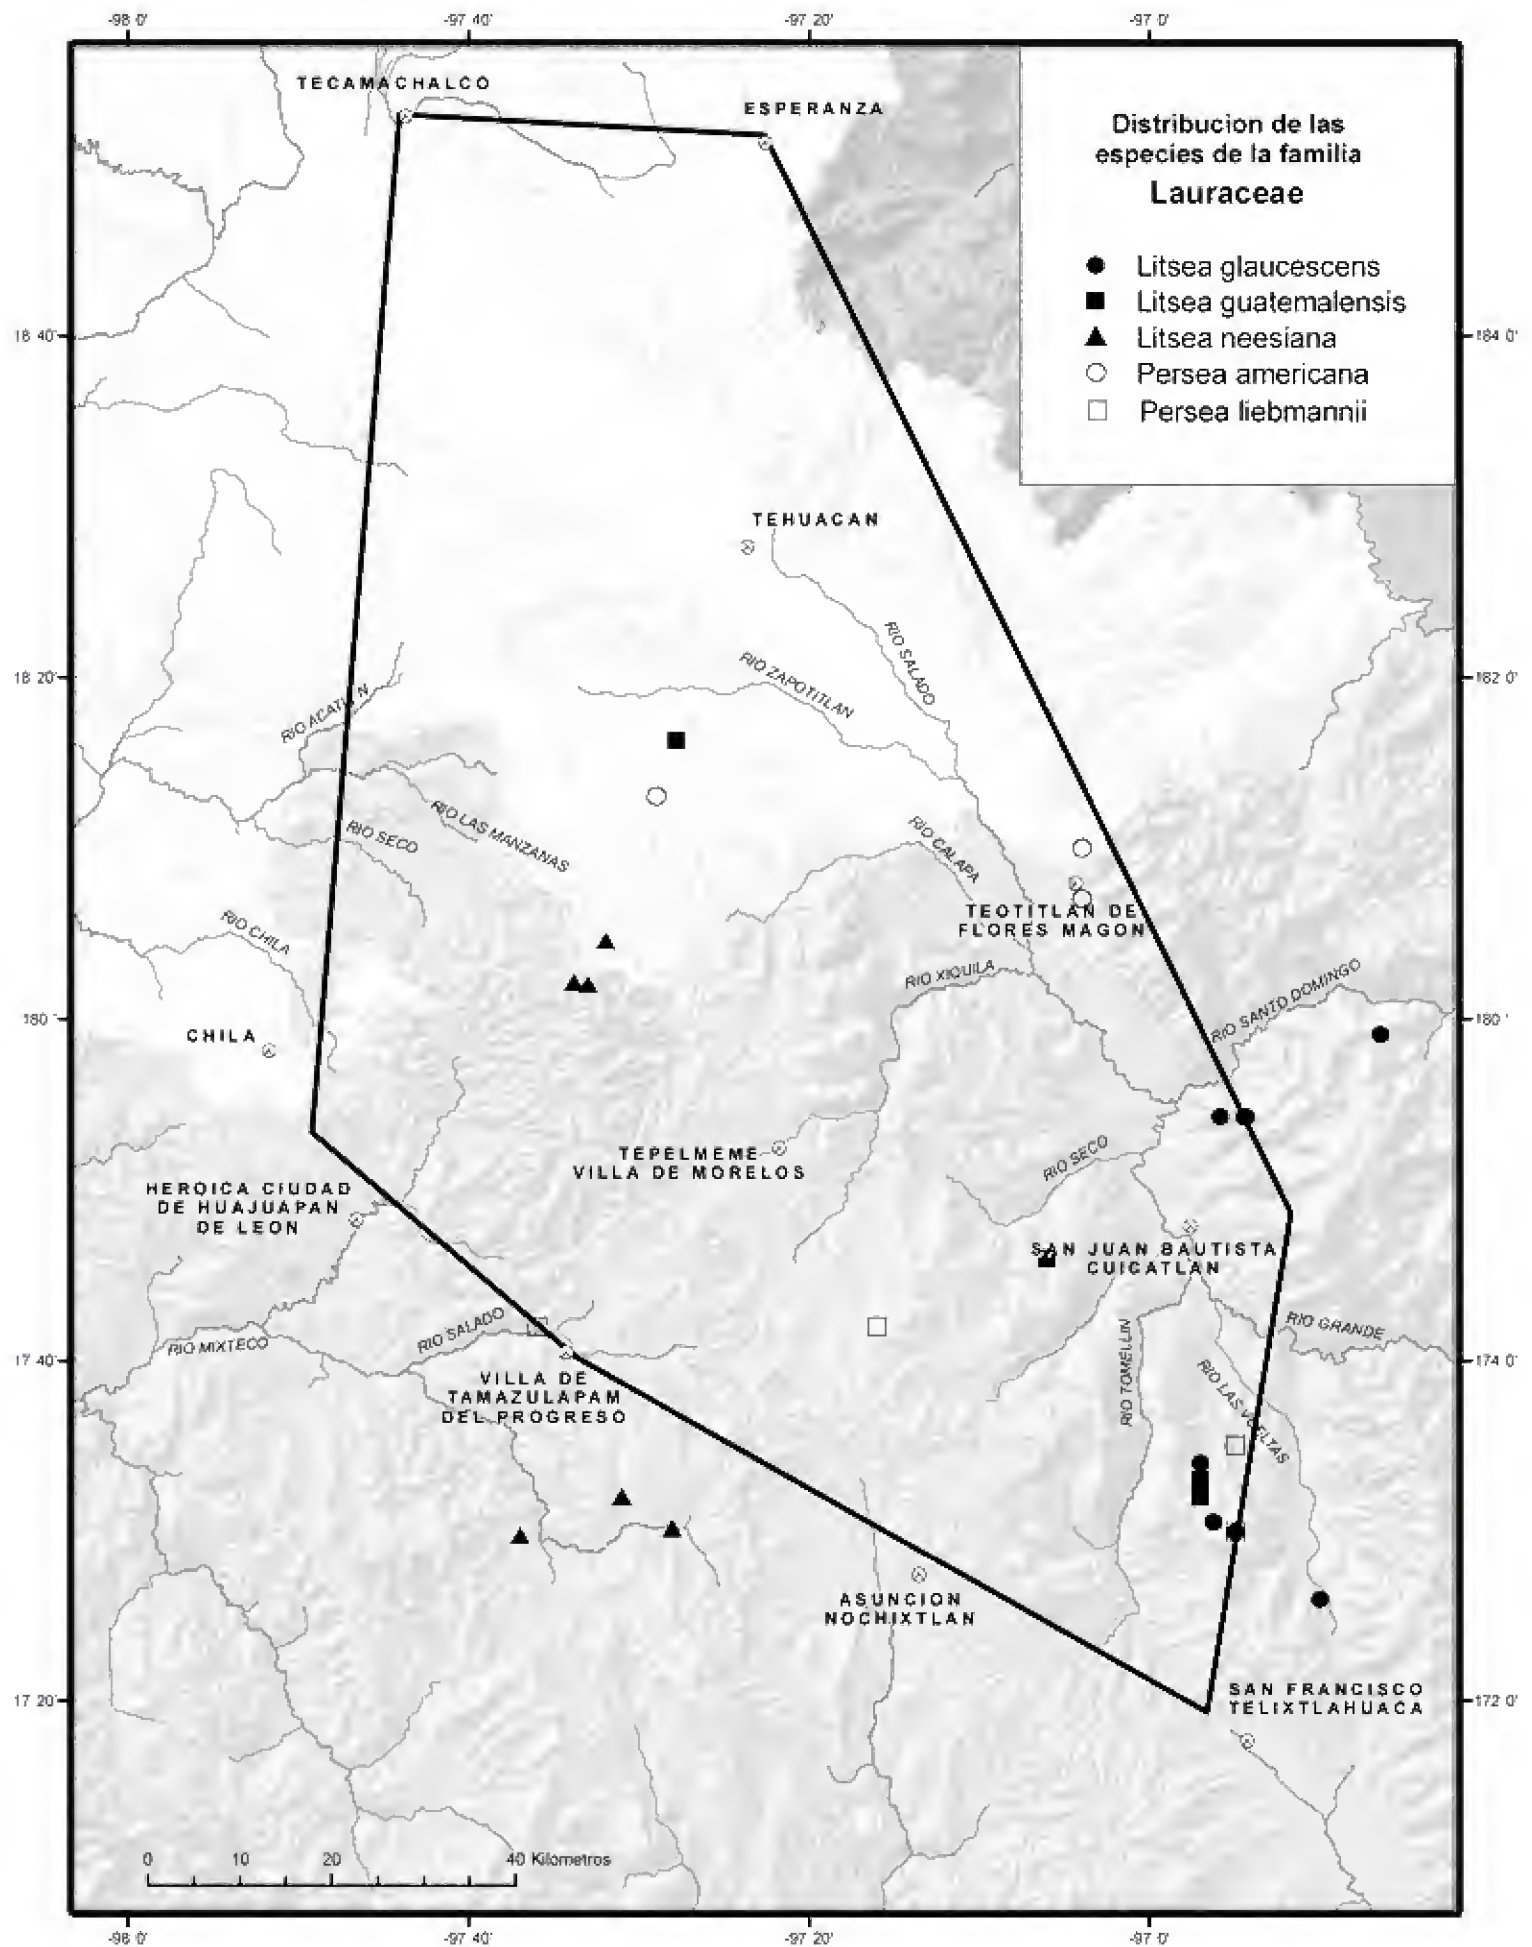 -98 0'
-97 40'
-97 20'
-97 0'
TECAMACHALCO
ESPERANZA
Distribucion de las
especies de la familia
Lauraceae
Litsea glaucescens
Litsea guatemalensis
Litsea neesiana
Persea americana
Persea liebmannii
18 40'
184 0'
TEHUACAN
RIO SALADO
RIO ZAPOTITLAN
18 20'
182 0'
RIO ACATLAN
RIO LAS MANZANAS
RIO SECO
RIO CALAPA
TEOTITLAN DE
FLORES MAGON
RIO CHILA
RIO XIQUILA
RIO SANTO DOMINGO
180 '
180 '
CHILA
TEPELMEME
VILLA DE MORELOS
RIO SECO
HEROICA CIUDAD
DE HUAJUAPAN
DE LEON
SAN JUAN BAUTISTA
CUICATLAN
RIO SALADO
RIO MIXTECO
RIO GRANDE
17 40'
174 0'
RIO TOMELLIN
RIO LAS VUELTAS
VILLA DE
TAMAZULAPAM
DEL PROGRESO
ASUNCION
NOCHIXTLAN
SAN FRANCISCO
TELIXTLAHUACA
17 20'
172 0'
0 10 20 40 Kilometros
-98 0'
-97 40'
-97 20'
-97 0'